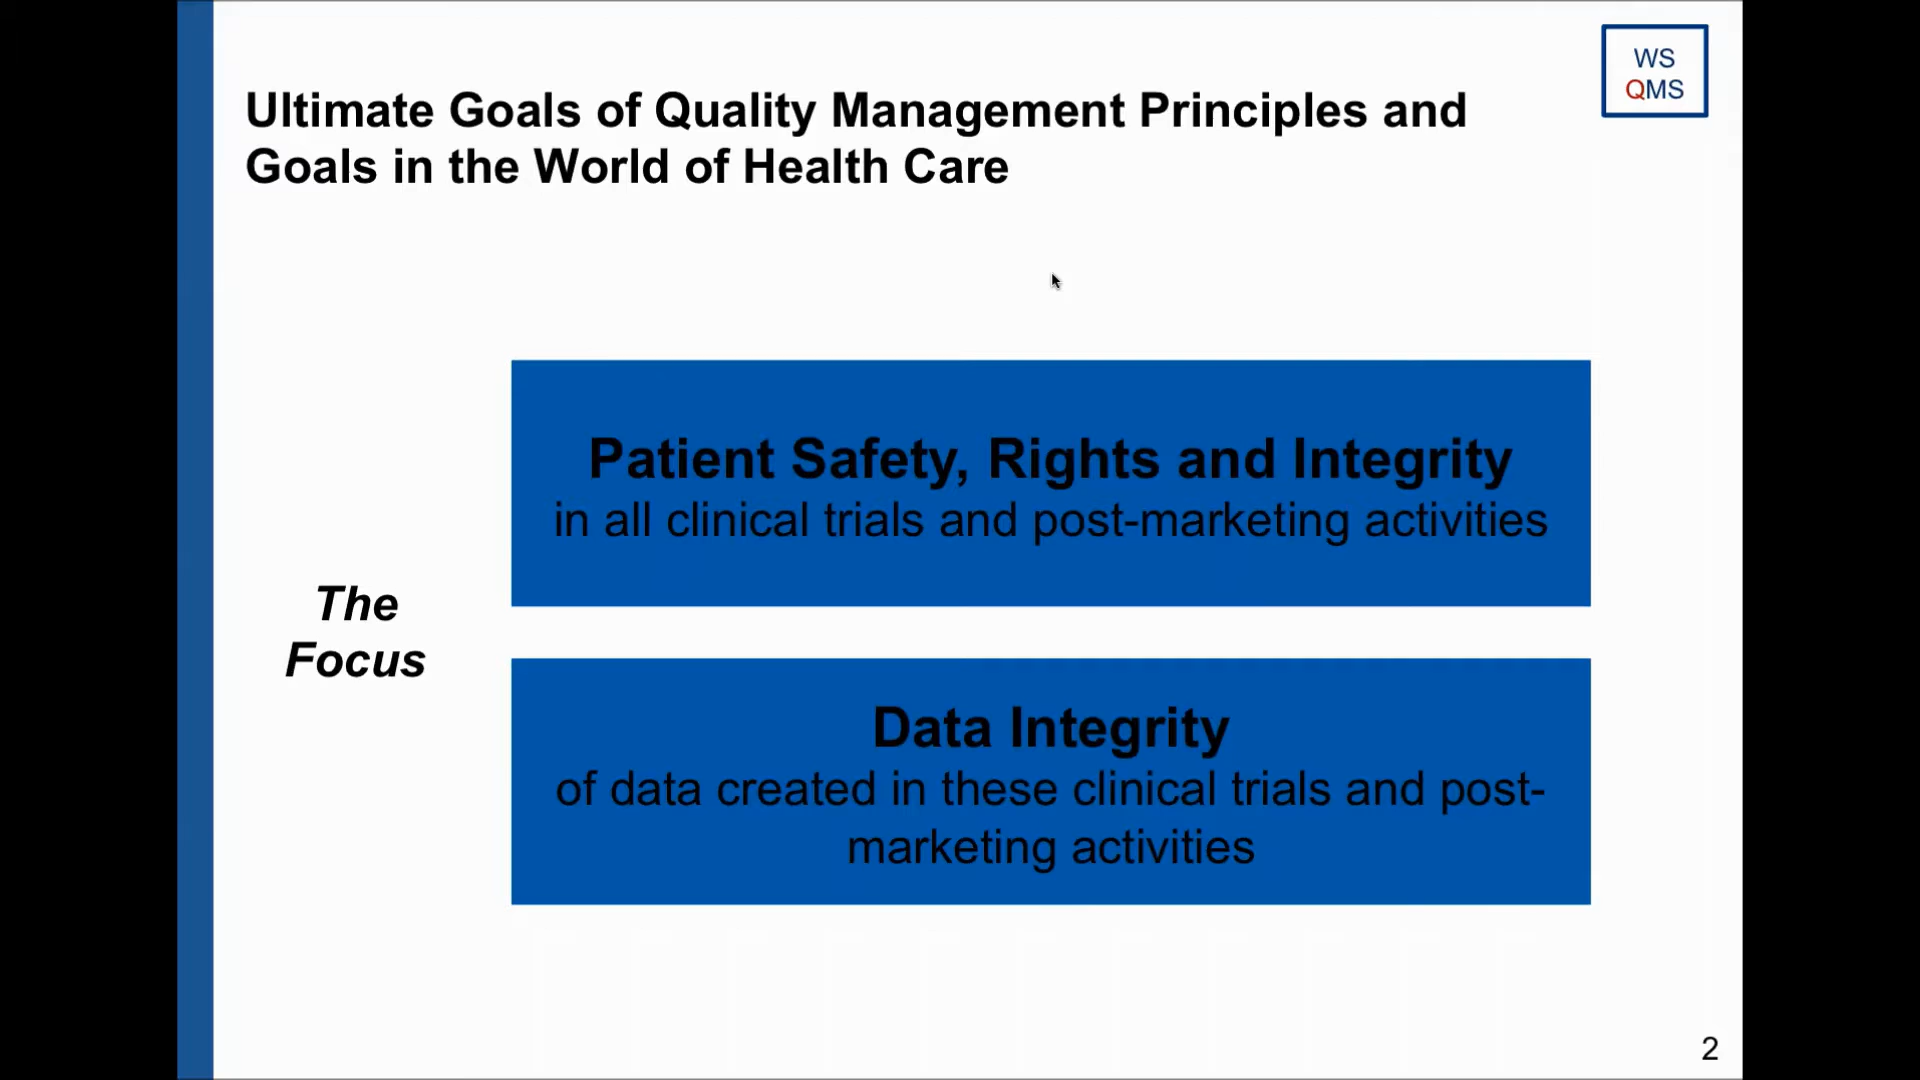 WS
QMS
Ultimate Goals of Quality Management Principles and
Goals in the World of Health Care
The
Focus
Patient Safety, Rights and Integrity
in all clinical trials and post-marketing activities
Data Integrity
of data created in these clinical trials and post-
marketing activities
2